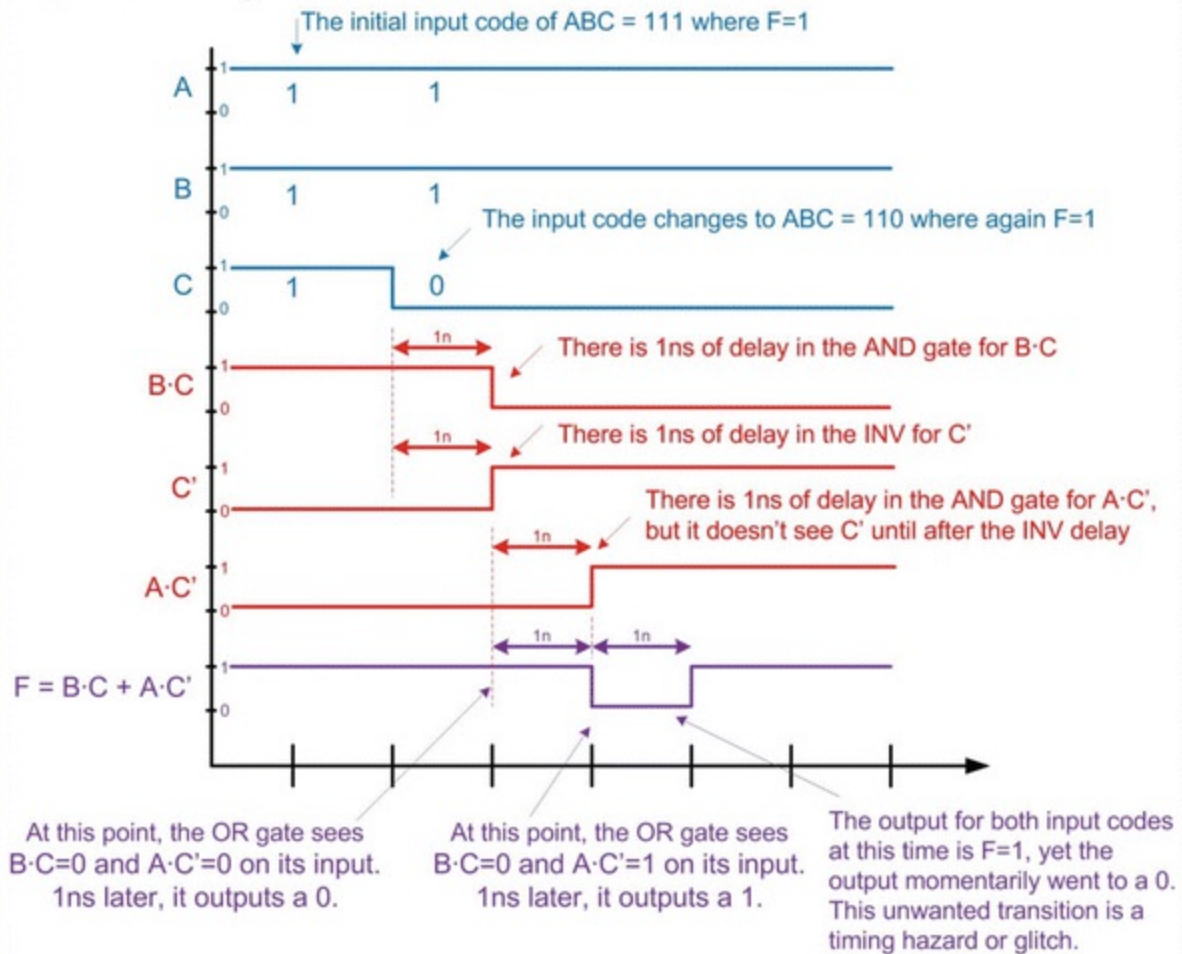 The initial input code of ABC = 111 where F=1
1
A
1
1
0
1
B
1
1
0
The input code changes to ABC = 110 where again F=1
1
C
1
0
0
1n
There is 1ns of delay in the AND gate for B·C
1
B·C
0
1n
There is 1ns of delay in the INV for C'
1
C'
0
There is 1ns of delay in the AND gate for A·C',
but it doesn't see C' until after the INV delay
1n
1
A·C'
0
1n
1n
1
F = B·C + A·C'
0
At this point, the OR gate sees
B·C=0 and A·C'=0 on its input.
1ns later, it outputs a 0.
At this point, the OR gate sees
B·C=0 and A·C'=1 on its input.
1ns later, it outputs a 1.
The output for both input codes
at this time is F=1, yet the
output momentarily went to a 0.
This unwanted transition is a
timing hazard or glitch.